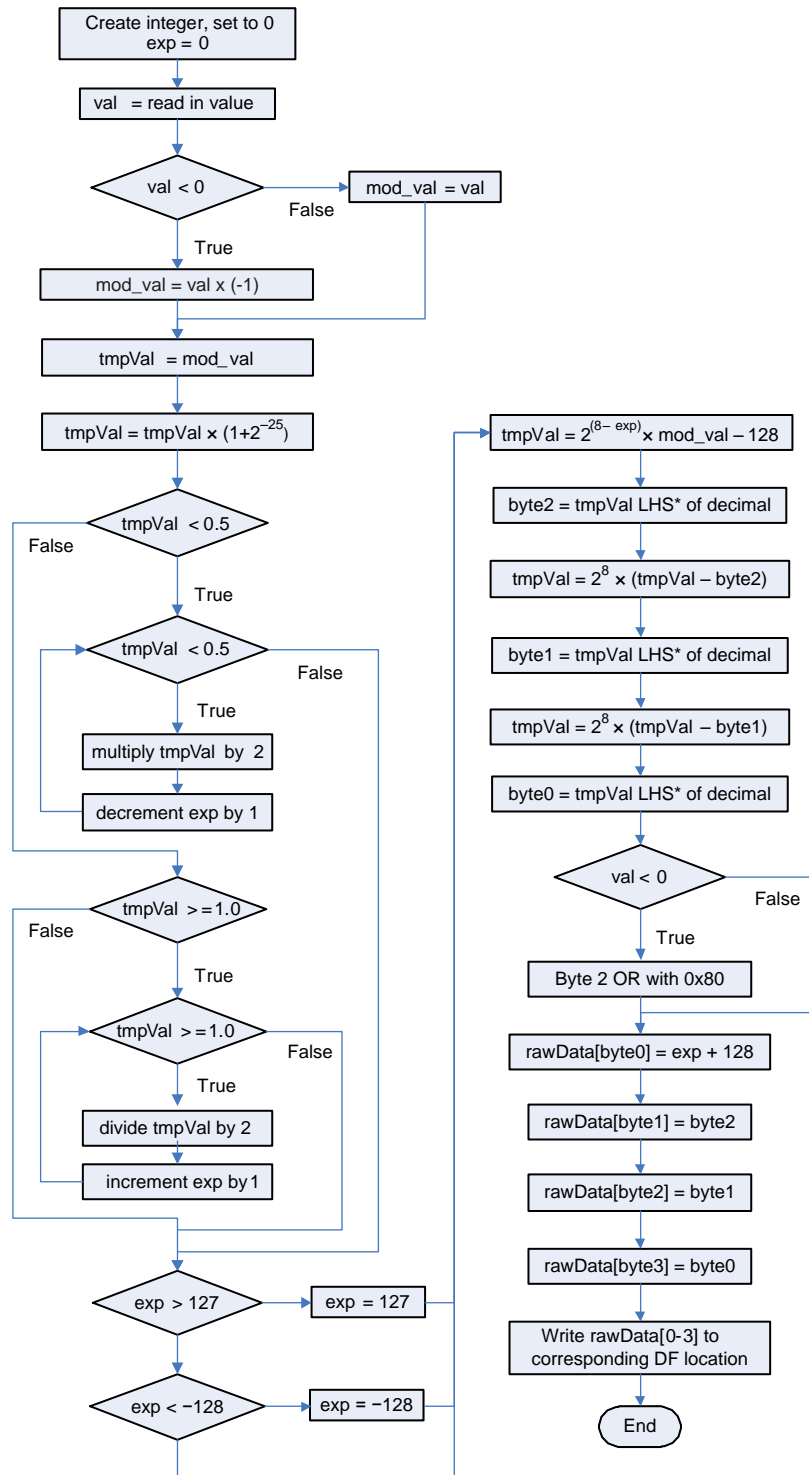 Create integer, set to 0
exp = 0
val = read in value
val < 0
False
mod_val = val
True
mod_val = val x (-1)
tmpVal = mod_val
tmpVal = tmpVal × (1+2⁻²⁵)
tmpVal < 0.5
False
True
tmpVal < 0.5
False
True
multiply tmpVal by 2
decrement exp by 1
tmpVal >=1.0
False
True
tmpVal >=1.0
False
True
divide tmpVal by 2
increment exp by 1
exp > 127
exp = 127
exp < −128
exp = −128
tmpVal = 2⁽⁸⁻ ᵉˣᵖ⁾ × mod_val – 128
byte2 = tmpVal LHS* of decimal
tmpVal = 2⁸ × (tmpVal – byte2)
byte1 = tmpVal LHS* of decimal
tmpVal = 2⁸ × (tmpVal – byte1)
byte0 = tmpVal LHS* of decimal
val < 0
False
True
Byte 2 OR with 0x80
rawData[byte0] = exp + 128
rawData[byte1] = byte2
rawData[byte2] = byte1
rawData[byte3] = byte0
Write rawData[0-3] to
corresponding DF location
End